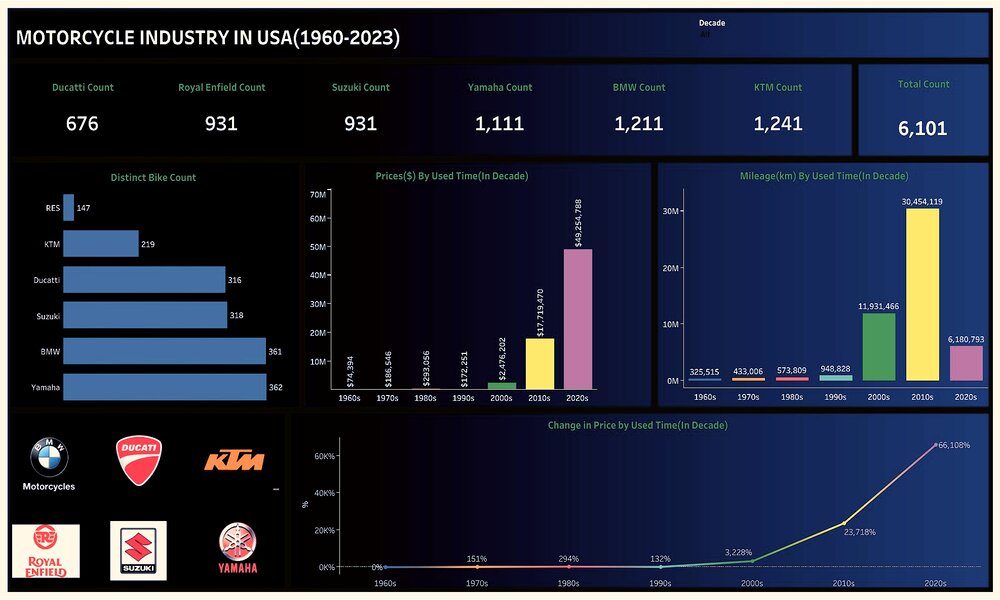 Decade
All
MOTORCYCLE INDUSTRY IN USA(1960-2023)
Ducatti Count
Royal Enfield Count
Suzuki Count
Yamaha Count
BMW Count
KTM Count
Total Count
676
931
931
1,111
1,211
1,241
6,101
Distinct Bike Count
RES
147
KTM
219
Ducatti
316
Suzuki
318
BMW
361
Yamaha
362
Prices($) By Used Time(In Decade)
70M
60M
50M
40M
30M
20M
10M
$74,394
$186,546
$293,056
$172,251
$2,476,202
$17,719,470
$49,254,788
1960s
1970s
1980s
1990s
2000s
2010s
2020s
Mileage(km) By Used Time(In Decade)
30M
20M
10M
0M
325,515
433,006
573,809
948,828
11,931,466
30,454,119
6,180,793
1960s
1970s
1980s
1990s
2000s
2010s
2020s
BMW
Motorcycles
DUCATI
KTM
ROYAL
ENFIELD
SUZUKI
YAMAHA
Change in Price by Used Time(In Decade)
%
60K%
40K%
20K%
0K%
0%
151%
294%
132%
3,228%
23,718%
66,108%
1960s
1970s
1980s
1990s
2000s
2010s
2020s